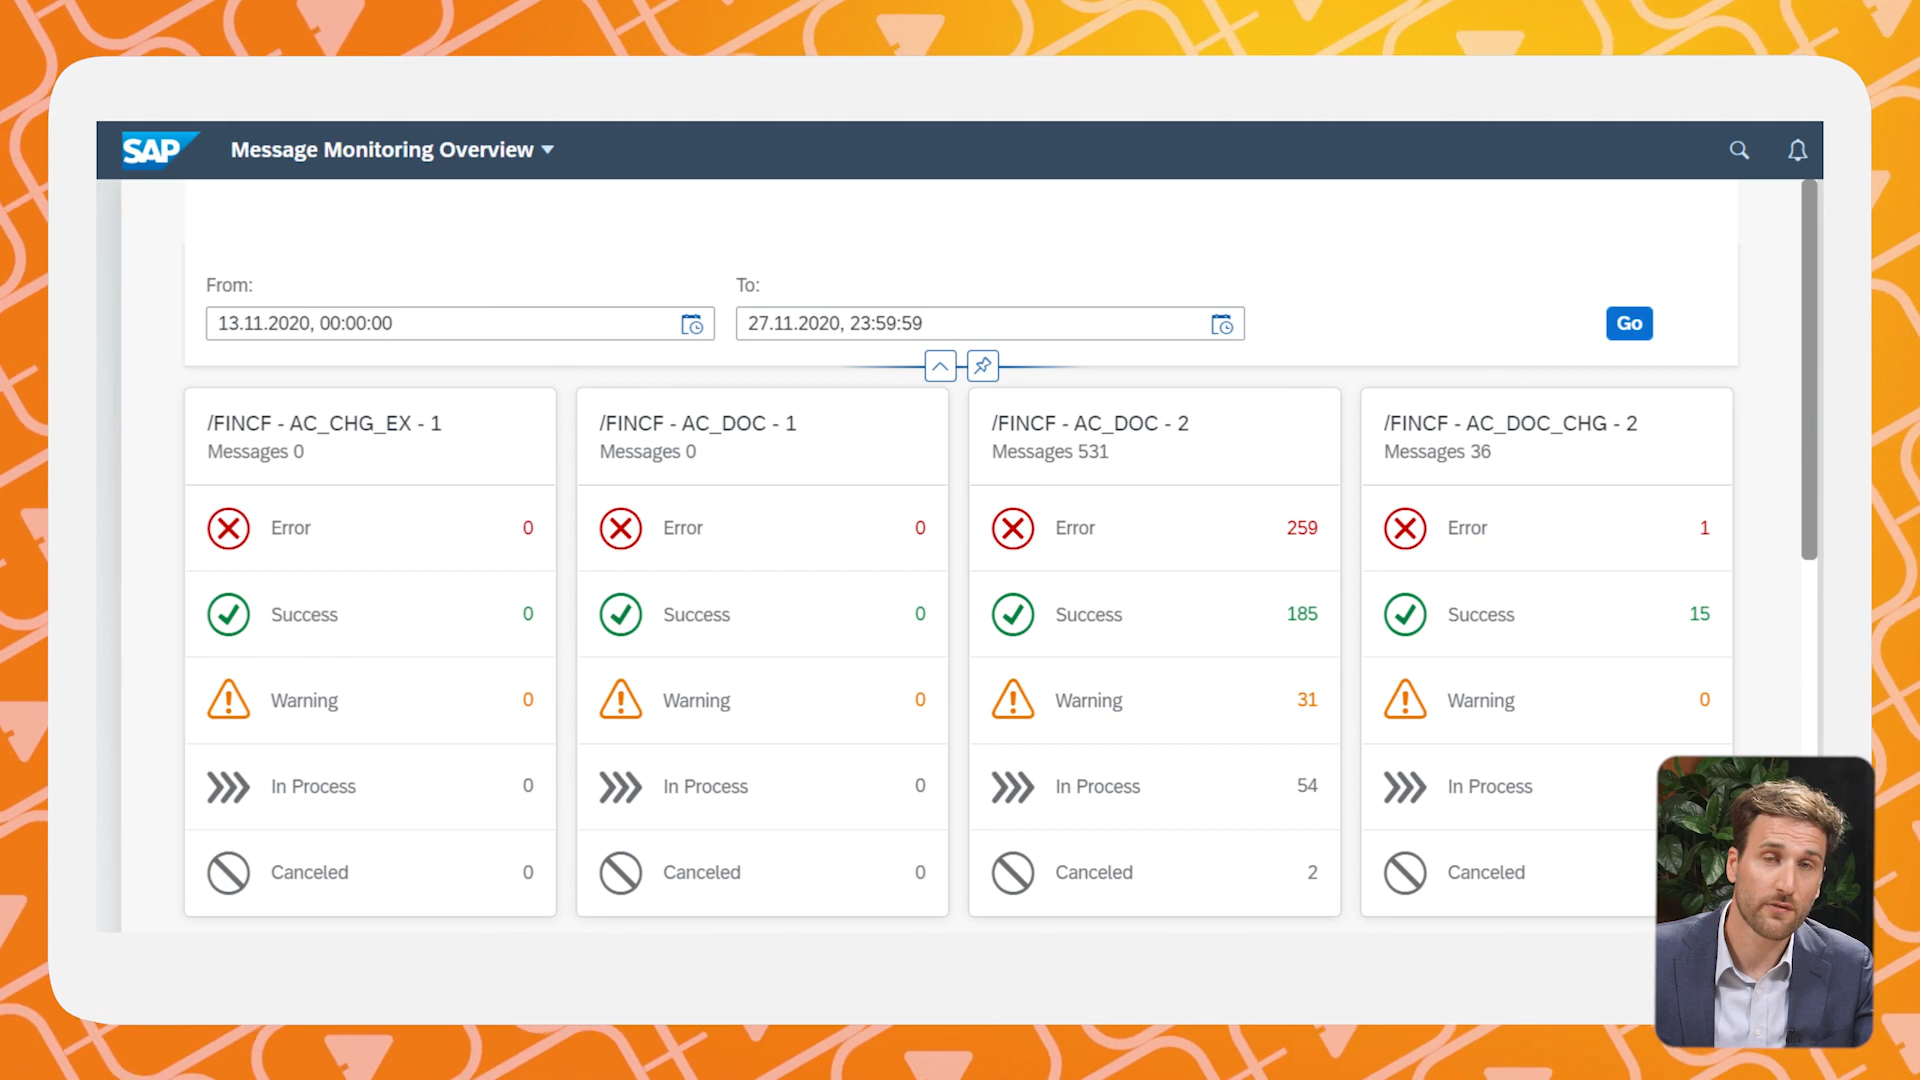 SAP
Message Monitoring Overview
From:
To:
13.11.2020, 00:00:00
27.11.2020, 23:59:59
Go
/FINCF - AC_CHG_EX - 1
Messages 0
Error 0
Success 0
Warning 0
In Process 0
Canceled 0
/FINCF - AC_DOC - 1
Messages 0
Error 0
Success 0
Warning 0
In Process 0
Canceled 0
/FINCF - AC_DOC - 2
Messages 531
Error 259
Success 185
Warning 31
In Process 54
Canceled 2
/FINCF - AC_DOC_CHG - 2
Messages 36
Error 1
Success 15
Warning 0
In Process
Canceled